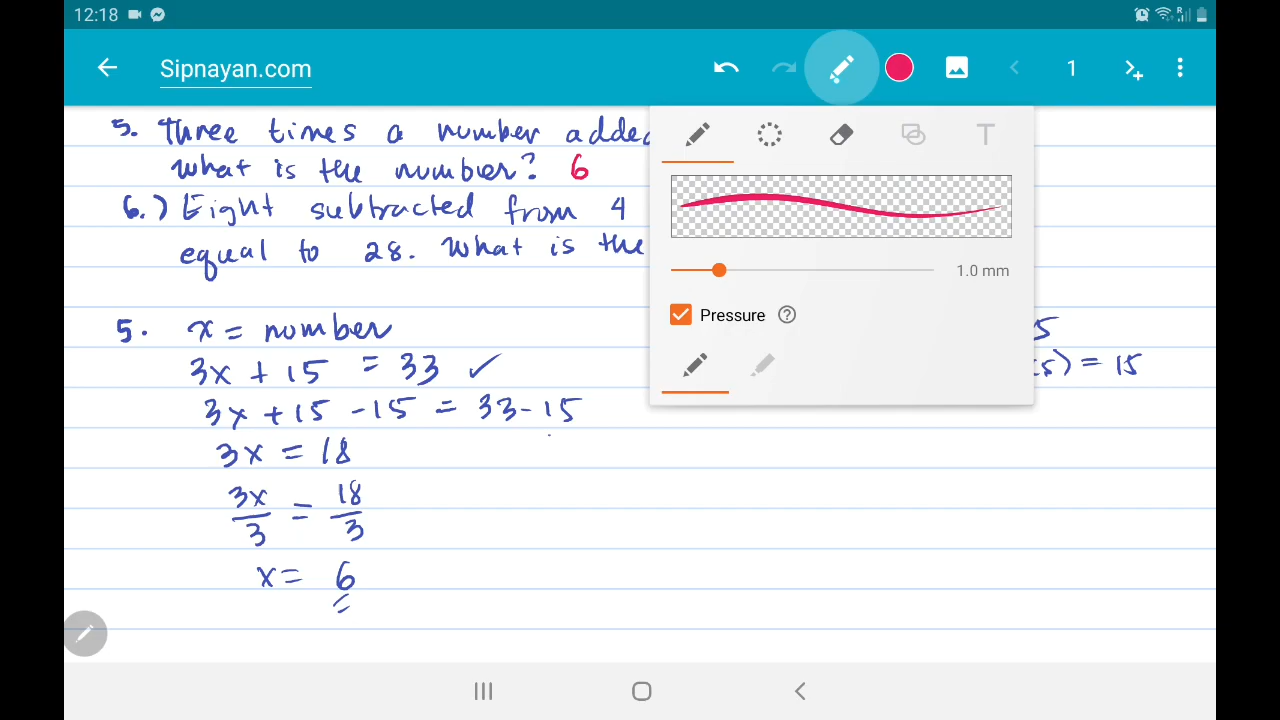 12:18
Sipnayan.com
1
5. Three times a number added
What is the number? 6
6.) Eight subtracted from 4
equal to 28. What is the
T
1.0 mm
Pressure
5. x = number
3x + 15 = 33 ✓
3x + 15 - 15 = 33 - 15
3x = 18
3x/3 = 18/3
x = 6
5
(5) = 15